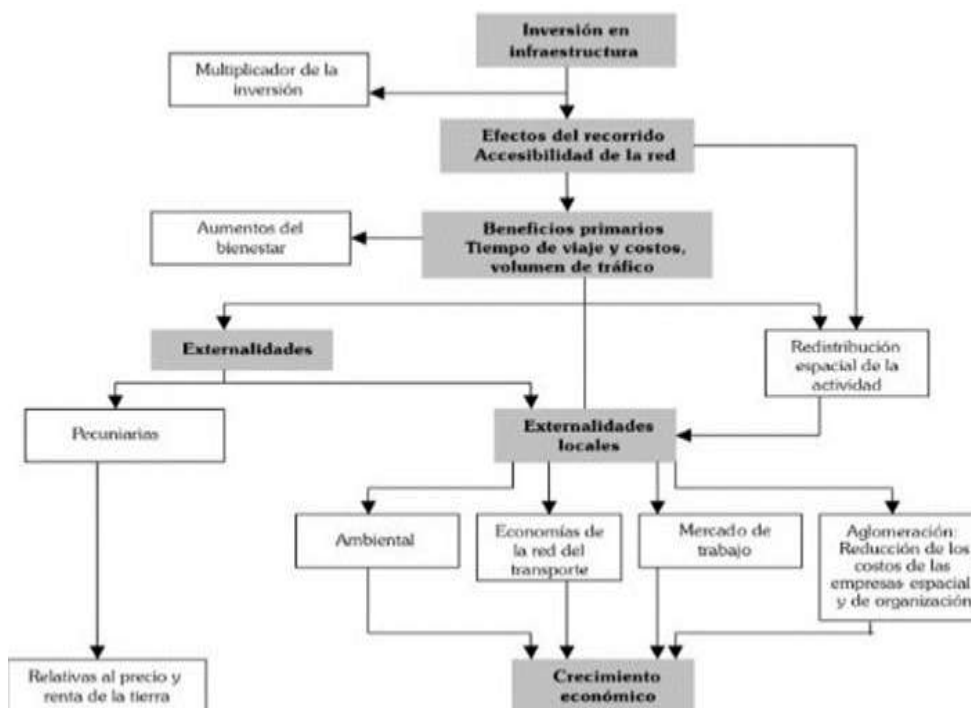 Inversión en
infraestructura
Multiplicador de la
inversión
Efectos del recorrido
Accesibilidad de la red
Aumentos del
bienestar
Beneficios primarios
Tiempo de viaje y costos,
volumen de tráfico
Externalidades
Redistribución
espacial de la
actividad
Pecuniarias
Externalidades
locales
Ambiental
Economías de
la red del
transporte
Mercado de
trabajo
Aglomeración:
Reducción de los
costos de las
empresas espacial
y de organización
Relativas al precio y
renta de la tierra
Crecimiento
económico